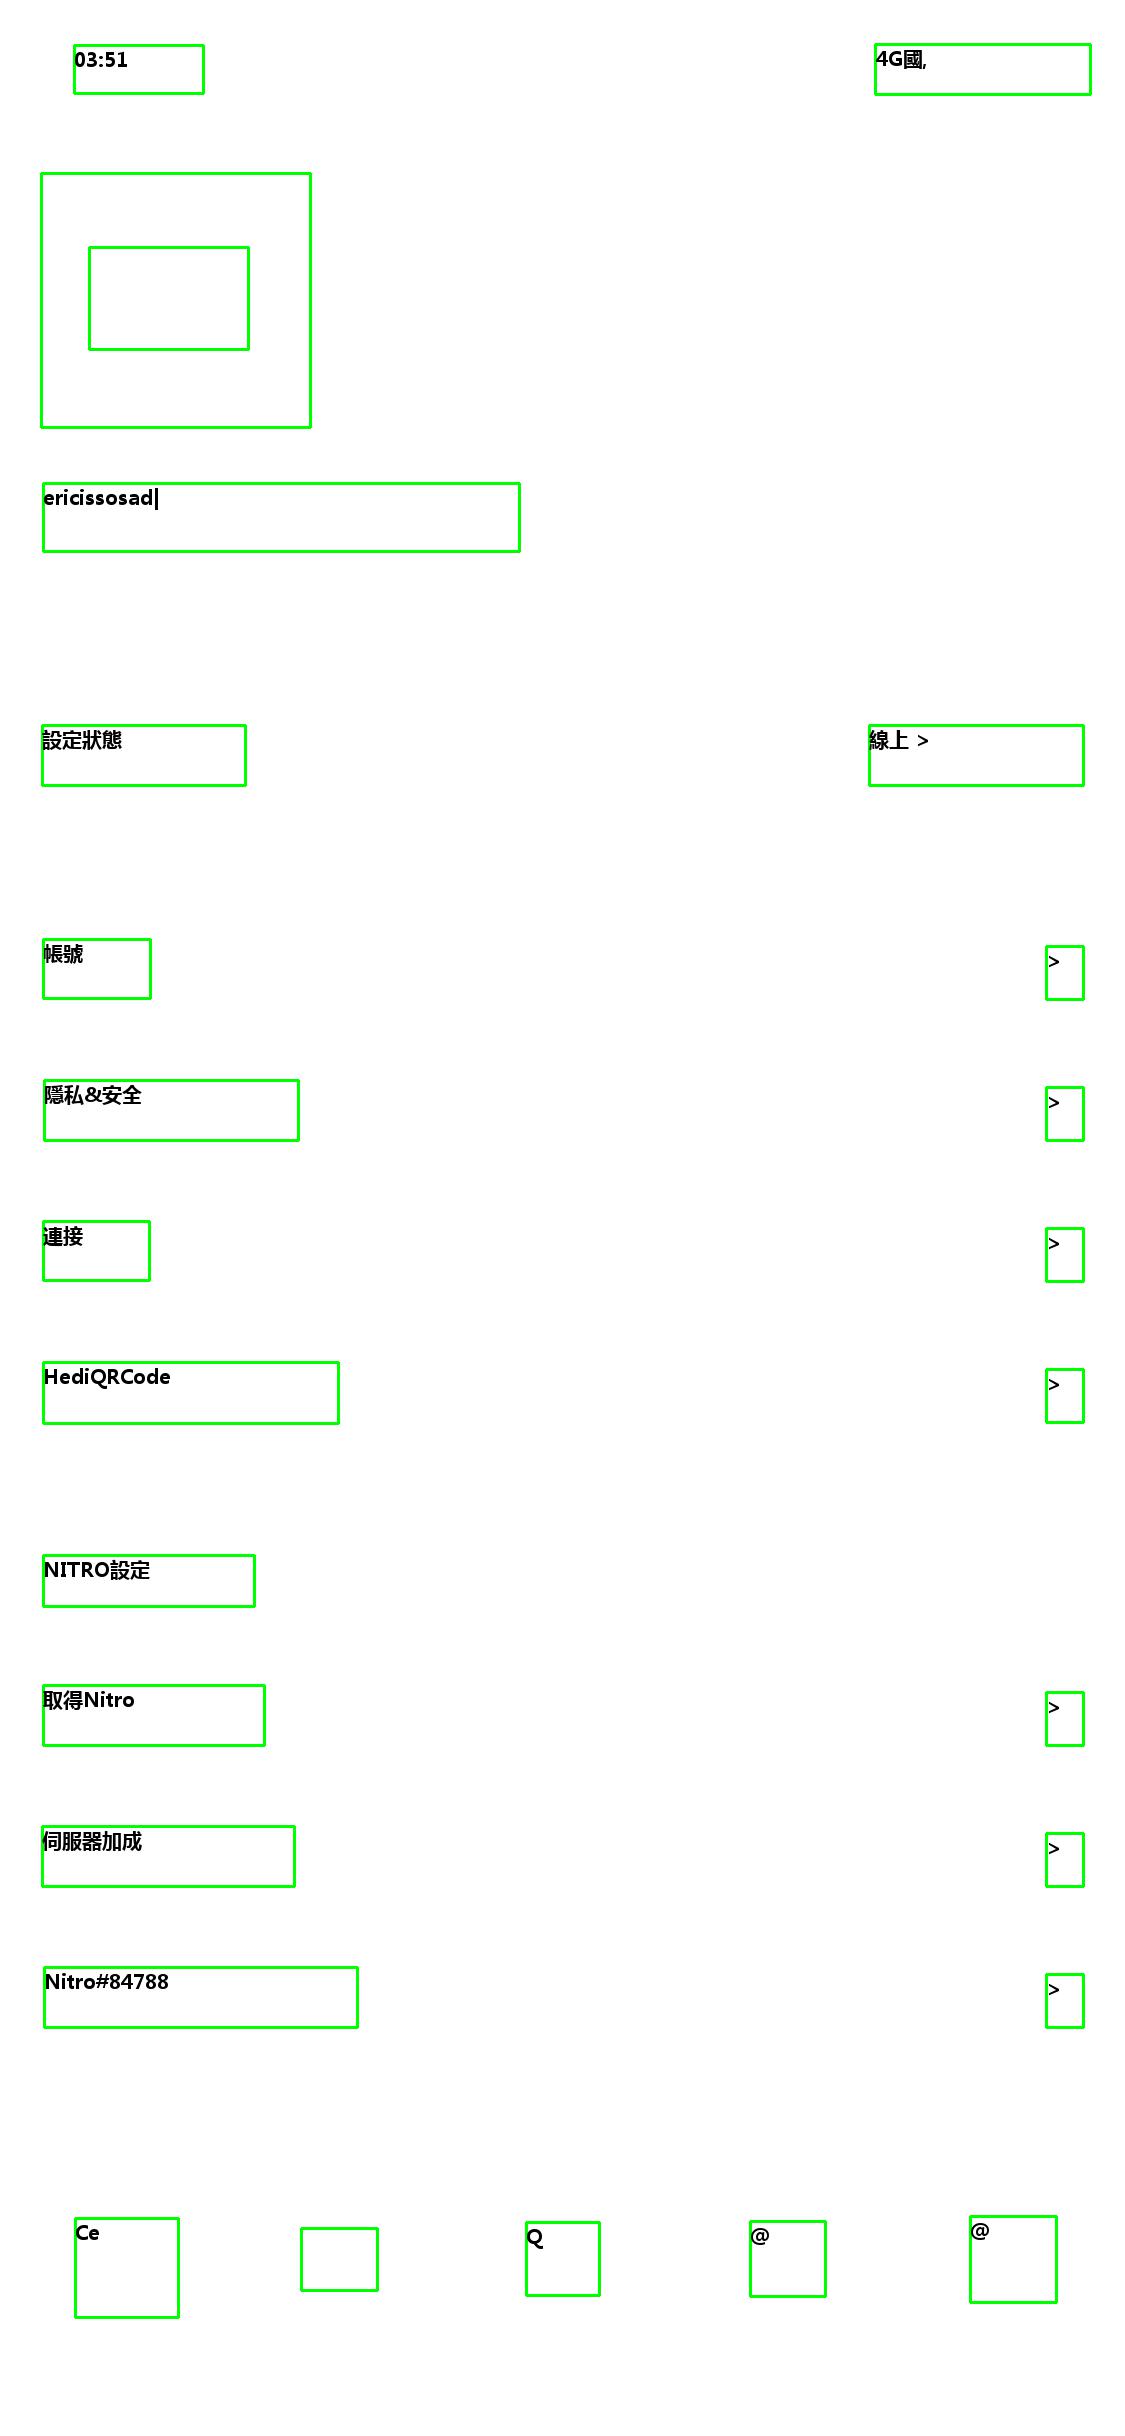 03:51 4G國,
ericissosad|
設定狀態 線上 >
帳號 >
隱私&安全 >
連接 >
HediQRCode >
NITRO設定
取得Nitro >
伺服器加成 >
Nitro#84788 >
Ce Q @ @